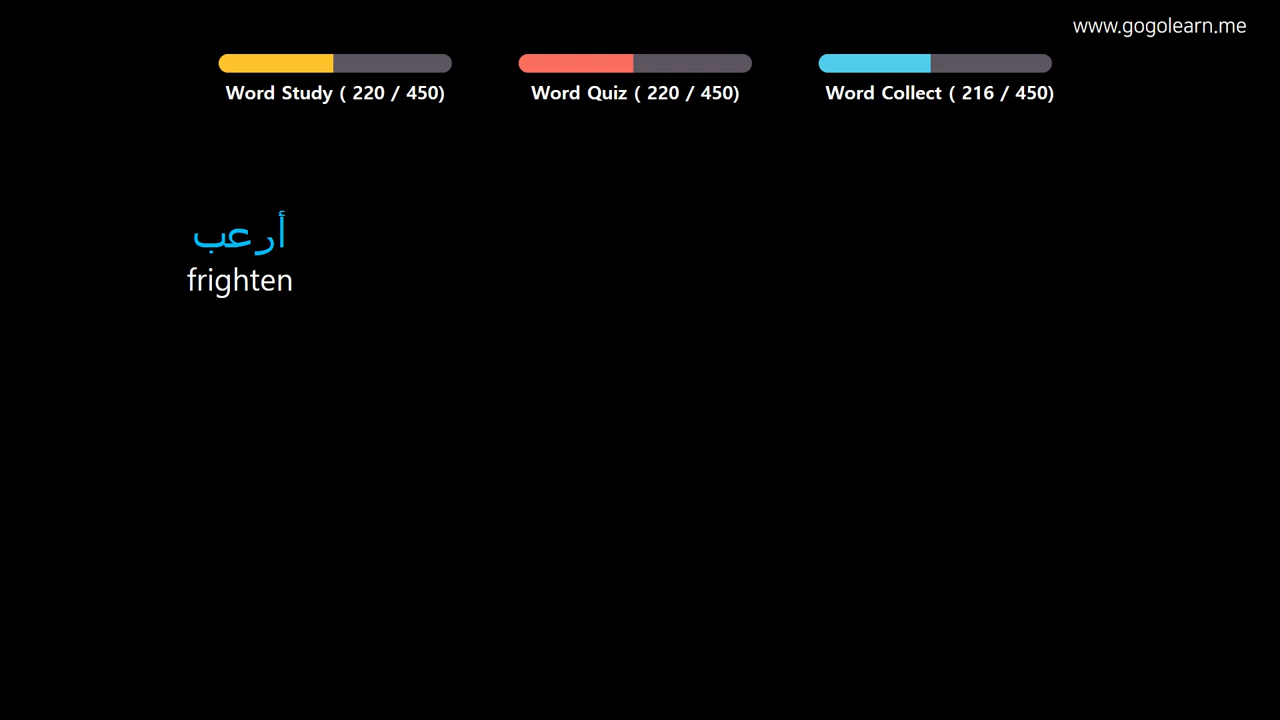 www.gogolearn.me
Word Study ( 220 / 450)
Word Quiz ( 220 / 450)
Word Collect ( 216 / 450)
أرعب
frighten